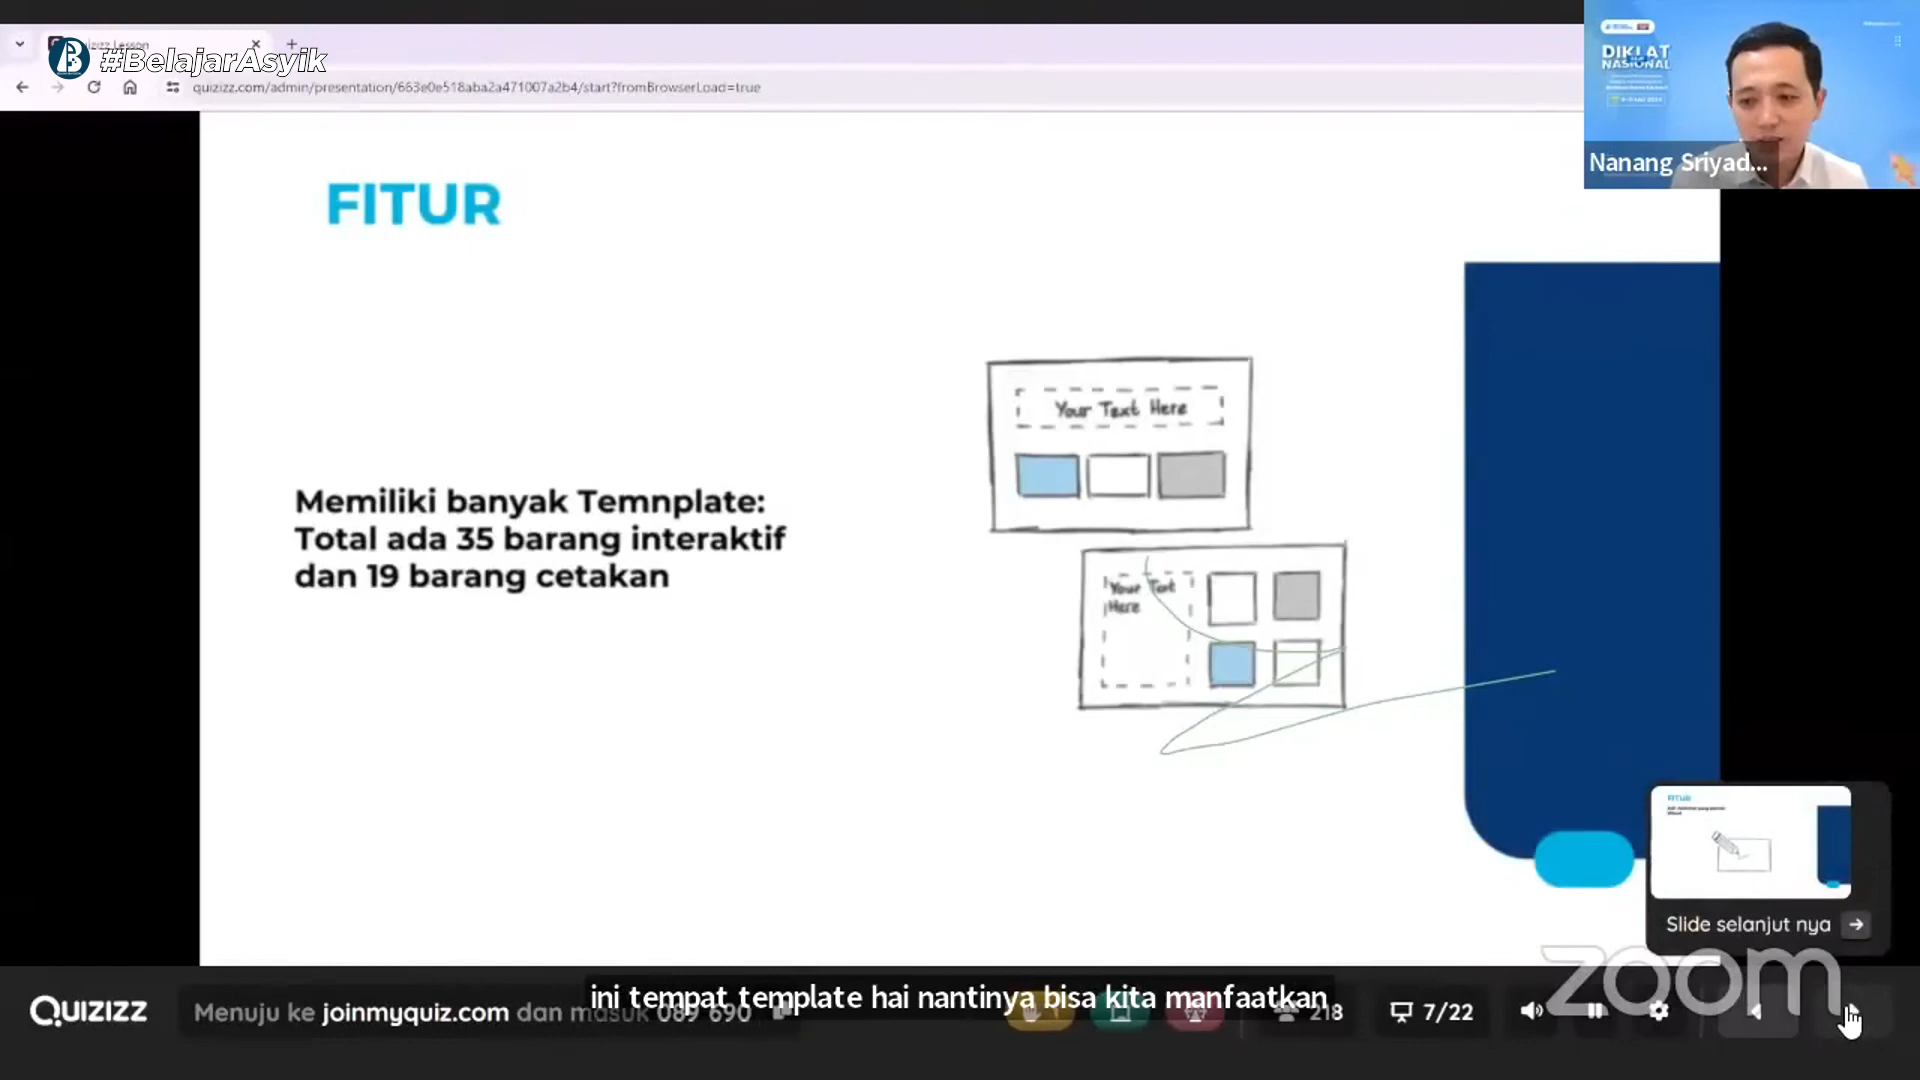 Quizizz Lesson
#BelajarAsyik
quizizz.com/admin/presentation/663e0e518aba2a471007a2b4/start?fromBrowserLoad=true
DIKLAT
NASIONAL
Nanang Sriyad...
FITUR
Your Text Here
Memiliki banyak Temnplate:
Total ada 35 barang interaktif
dan 19 barang cetakan
Your Text
Here
FITUR
Slide selanjut nya
zoom
ini tempat template hai nantinya bisa kita manfaatkan
QUIZIZZ
Menuju ke joinmyquiz.com dan masuk 089 690
1
218
7/22